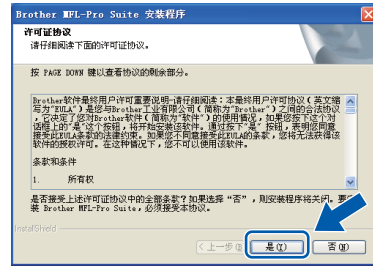 Brother MFL-Pro Suite 安装程序
许可证协议
请仔细阅读下面的许可证协议。
按 PAGE DOWN 键以查看协议的剩余部分。
Brother软件最终用户许可重要说明-请仔细阅读：本最终用户许可协议（英文缩
写为"EULA"）是您与Brother工业有限公司（简称为"Brother"）之间的合法协议
，它决定了您对Brother软件（简称为"软件"）的使用情况，如果您按下这个对
话框上的"是"这个按钮，将开始安装该软件。通过按下"是"按钮，表明您同意
接受此EULA条款的法律约束。如果您不同意接受此EULA的条款，您将无法获得该
软件的授权许可。在这种情况下，您不可以使用该软件。
条款和条件
1. 所有权
是否接受上述许可证协议中的全部条款？如果选择"否"，则安装程序将关闭。要安
装 Brother MFL-Pro Suite，必须接受本协议。
InstallShield
< 上一步(B) 是(Y) 否(N)